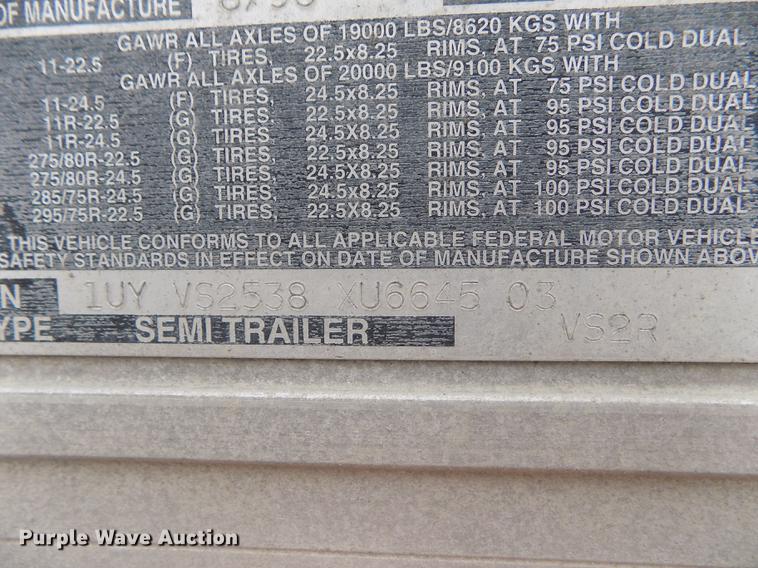 OF MANUFACTURE
GAWR ALL AXLES OF 19000 LBS/8620 KGS WITH
11-22.5 (F) TIRES, 22.5x8.25 RIMS, AT 75 PSI COLD DUAL
GAWR ALL AXLES OF 20000 LBS/9100 KGS WITH
11-24.5 (F) TIRES, 24.5x8.25 RIMS, AT 75 PSI COLD DUAL
11R-22.5 (G) TIRES, 22.5x8.25 RIMS, AT 95 PSI COLD DUAL
11R-24.5 (G) TIRES, 24.5X8.25 RIMS, AT 95 PSI COLD DUAL
275/80R-22.5 (G) TIRES, 22.5x8.25 RIMS, AT 95 PSI COLD DUAL
275/80R-24.5 (G) TIRES, 24.5x8.25 RIMS, AT 95 PSI COLD DUAL
285/75R-24.5 (G) TIRES, 24.5x8.25 RIMS, AT 100 PSI COLD DUAL
295/75R-22.5 (G) TIRES, 22.5X8.25 RIMS, AT 100 PSI COLD DUAL
THIS VEHICLE CONFORMS TO ALL APPLICABLE FEDERAL MOTOR VEHICLE
SAFETY STANDARDS IN EFFECT ON DATE OF MANUFACTURE SHOWN ABOV
N 1UY VS2538 XU6645 03
YPE SEMI TRAILER VS2R
Purple Wave Auction